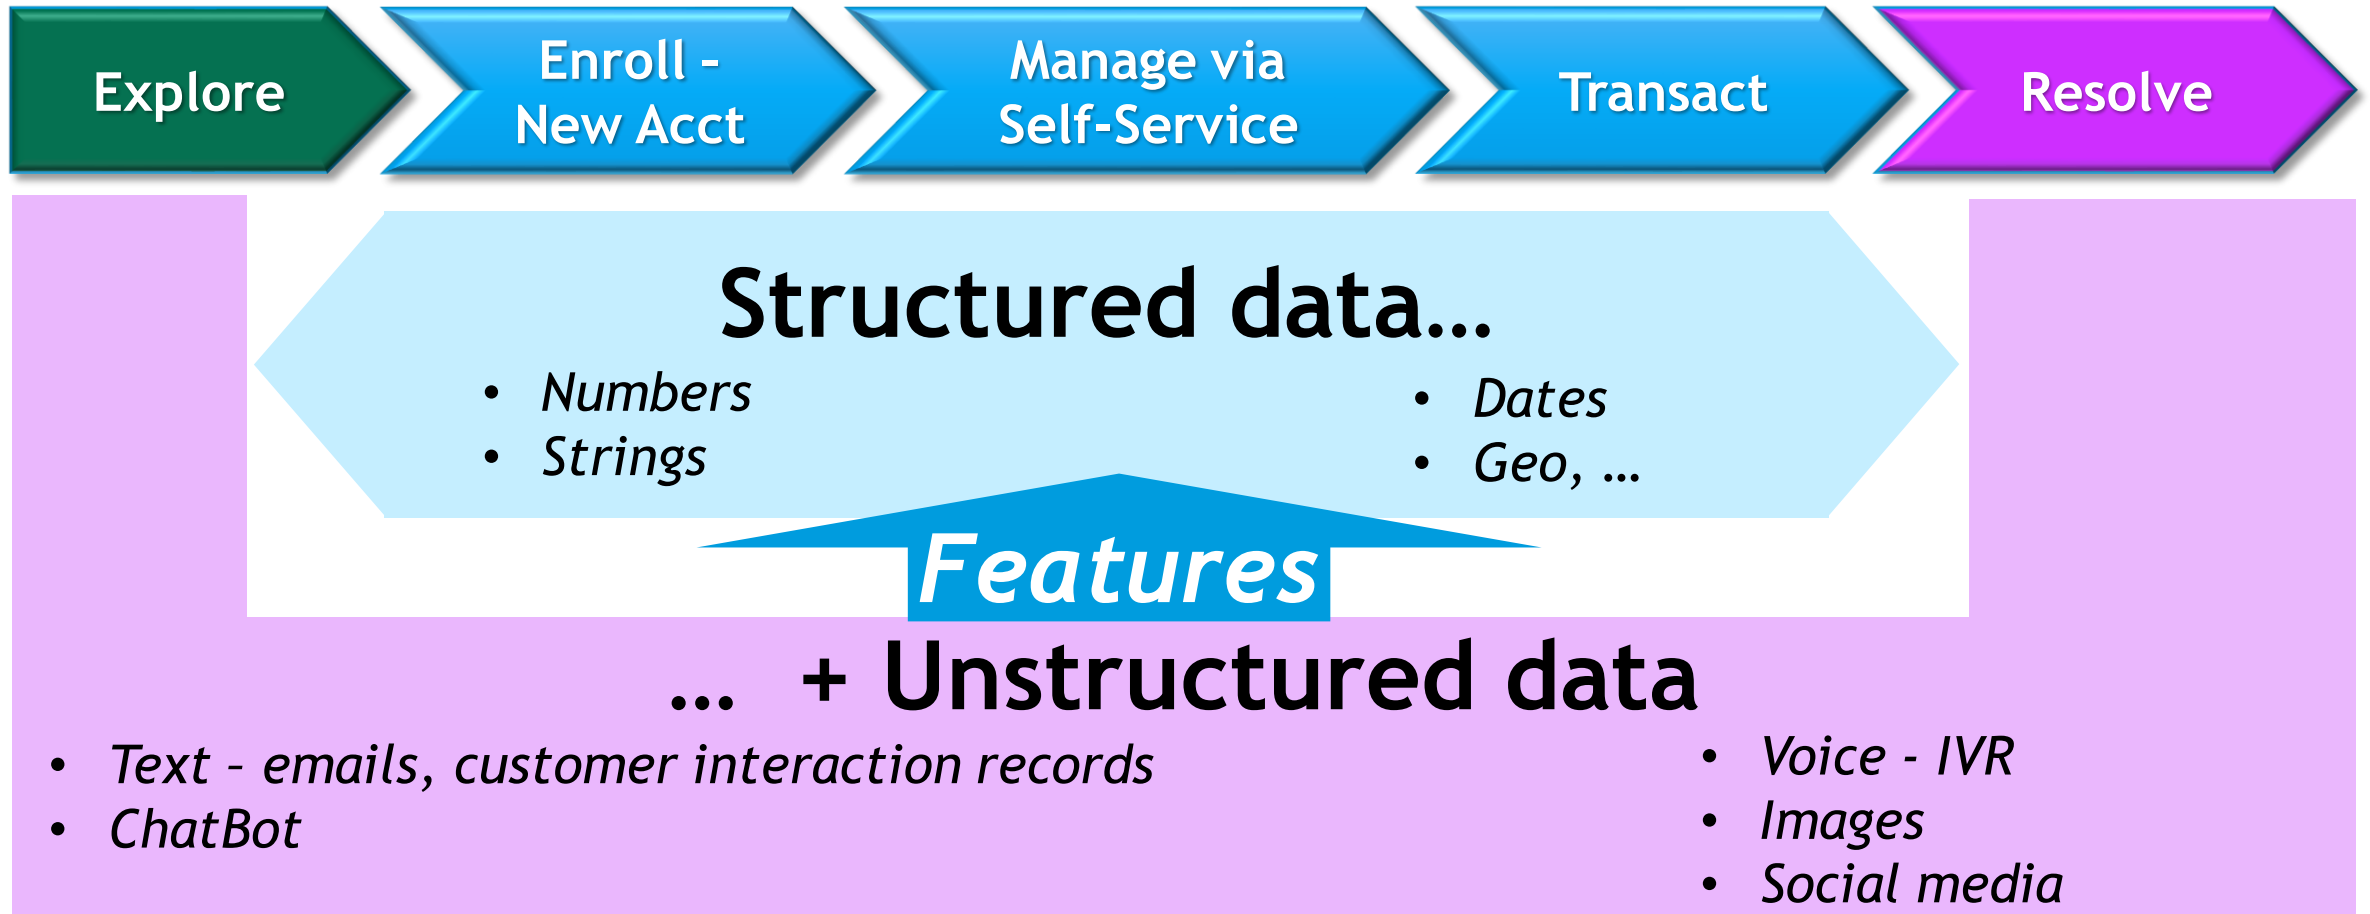 Explore
Enroll –
New Acct
Manage via
Self-Service
Transact
Resolve
Structured data…
• Numbers
• Strings
• Dates
• Geo, …
Features
… + Unstructured data
• Text – emails, customer interaction records
• ChatBot
• Voice - IVR
• Images
• Social media